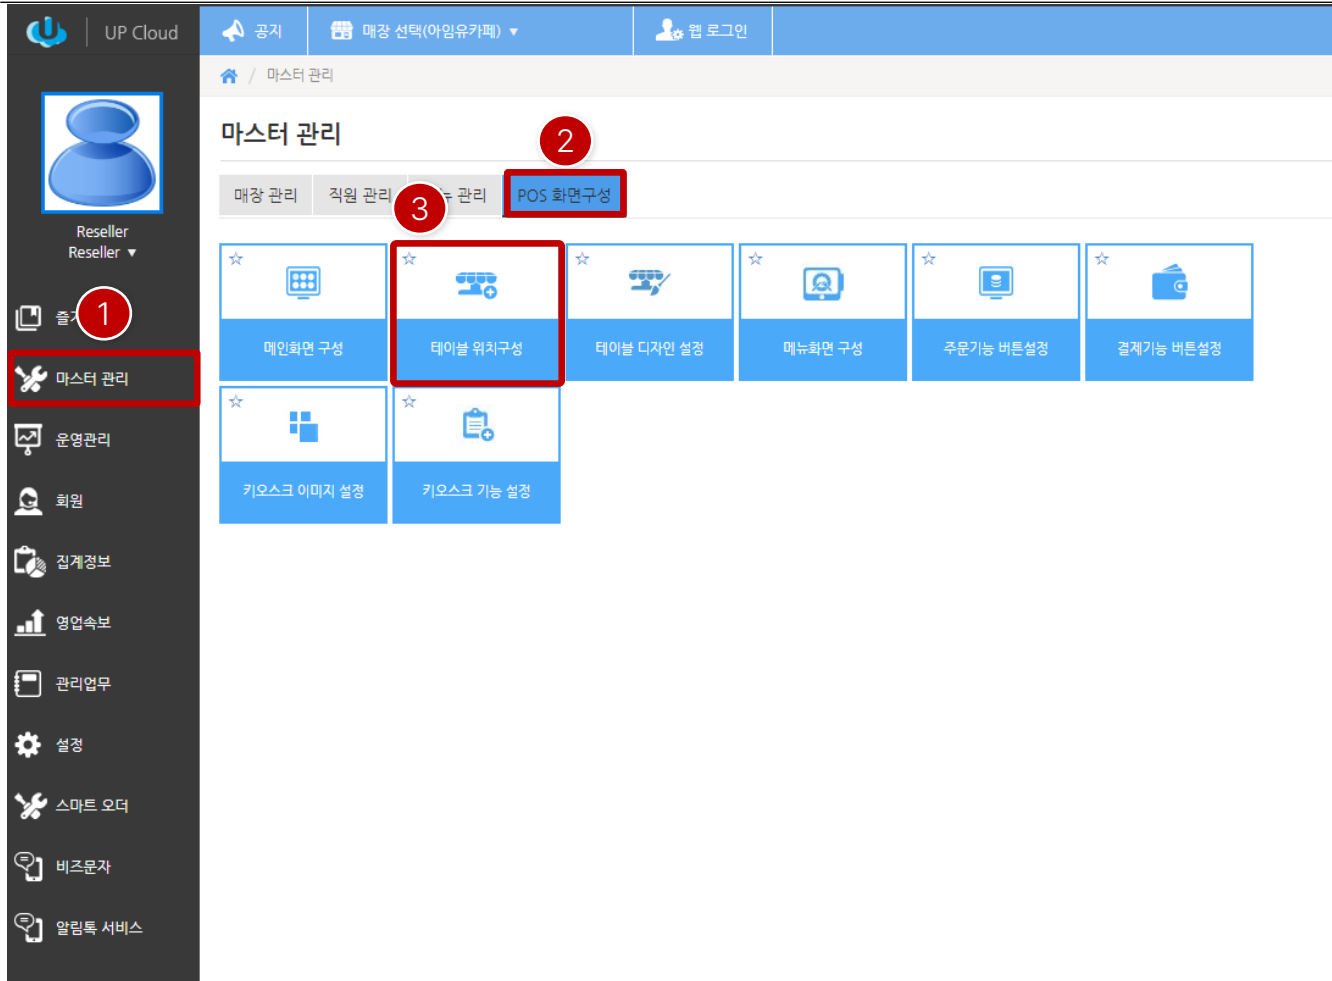 UP Cloud
공지
매장 선택(아임유카페) ▼
웹 로그인
/ 마스터 관리
마스터 관리
2
매장 관리
직원 관리
관리
POS 화면구성
3
Reseller
Reseller ▼
1
마스터 관리
운영관리
회원
집계정보
영업속보
관리업무
설정
스마트 오더
비즈문자
알림톡 서비스
메인화면 구성
테이블 위치구성
테이블 디자인 설정
메뉴화면 구성
주문기능 버튼설정
결제기능 버튼설정
키오스크 이미지 설정
키오스크 기능 설정